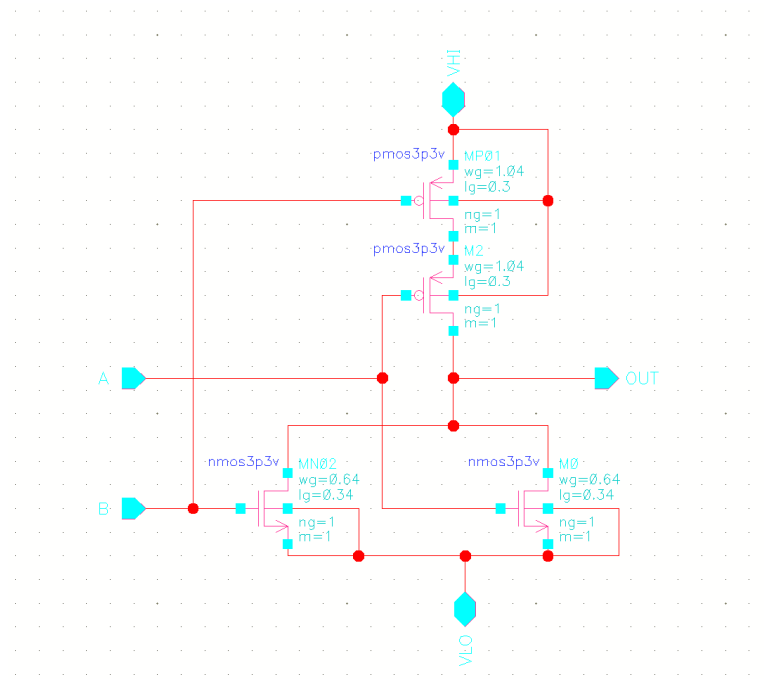 VHI
pmos3p3v
MP01
wg=1.04
lg=0.3
ng=1
m=1
pmos3p3v
M2
wg=1.04
lg=0.3
ng=1
m=1
A
OUT
nmos3p3v
MN02
wg=0.64
lg=0.34
ng=1
m=1
nmos3p3v
M0
wg=0.64
lg=0.34
ng=1
m=1
B
VLO